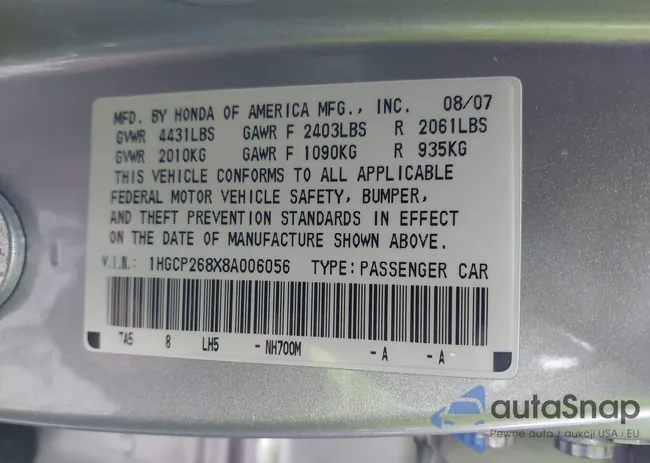 MFD. BY HONDA OF AMERICA MFG., INC. 08/07
GVWR 4431LBS GAWR F 2403LBS R 2061LBS
GVWR 2010KG GAWR F 1090KG R 935KG
THIS VEHICLE CONFORMS TO ALL APPLICABLE
FEDERAL MOTOR VEHICLE SAFETY, BUMPER,
AND THEFT PREVENTION STANDARDS IN EFFECT
ON THE DATE OF MANUFACTURE SHOWN ABOVE.
V.I.N.: 1HGCP268X8A006056 TYPE: PASSENGER CAR
TA5 8 LH5 - NH700M - A - A
autaSnap
Pewne auta z aukcji USA i EU